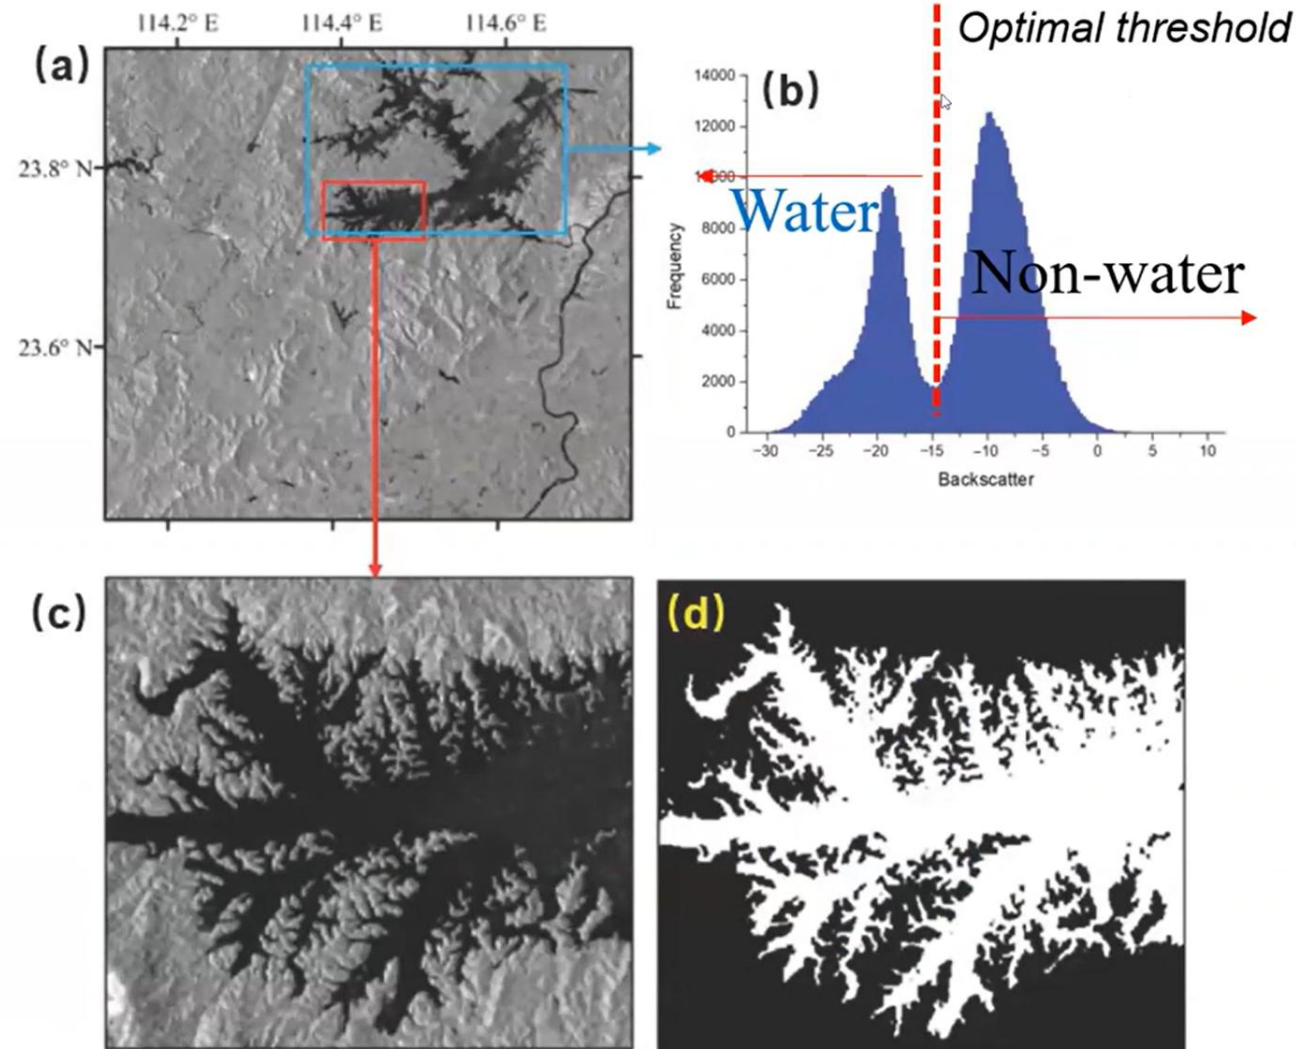 114.2° E 114.4° E 114.6° E
(a)
23.8° N
23.6° N
Optimal threshold
(b)
14000
12000
8000
6000
4000
2000
0
Frequency
Water
Non-water
−30 −25 −20 −15 −10 −5 0 5 10
Backscatter
(c)
(d)